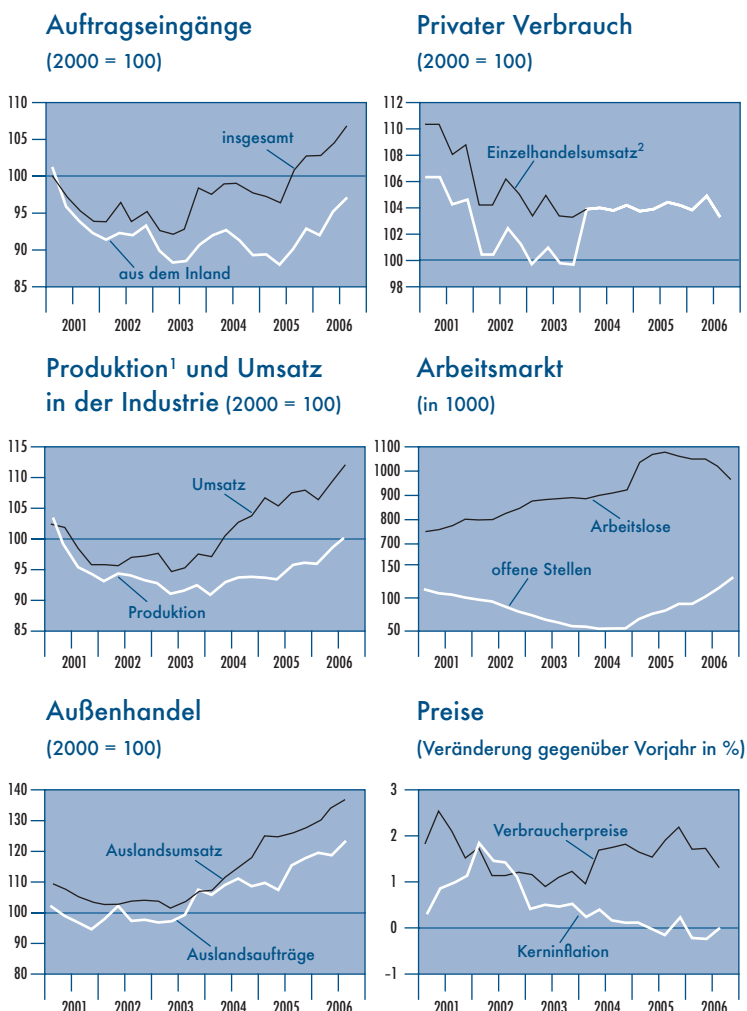 Auftragseingänge
(2000 = 100)
110
105
100
95
90
85
insgesamt
aus dem Inland
2001 2002 2003 2004 2005 2006
Privater Verbrauch
(2000 = 100)
112
110
108
106
104
102
100
98
Einzelhandelsumsatz²
2001 2002 2003 2004 2005 2006
Produktion¹ und Umsatz
in der Industrie (2000 = 100)
115
110
105
100
95
90
85
Umsatz
Produktion
2001 2002 2003 2004 2005 2006
Arbeitsmarkt
(in 1000)
1100
1000
900
800
700
150
100
50
Arbeitslose
offene Stellen
2001 2002 2003 2004 2005 2006
Außenhandel
(2000 = 100)
140
130
120
110
100
90
80
Auslandsumsatz
Auslandsaufträge
2001 2002 2003 2004 2005 2006
Preise
(Veränderung gegenüber Vorjahr in %)
3
2
1
0
–1
Verbraucherpreise
Kerninflation
2001 2002 2003 2004 2005 2006